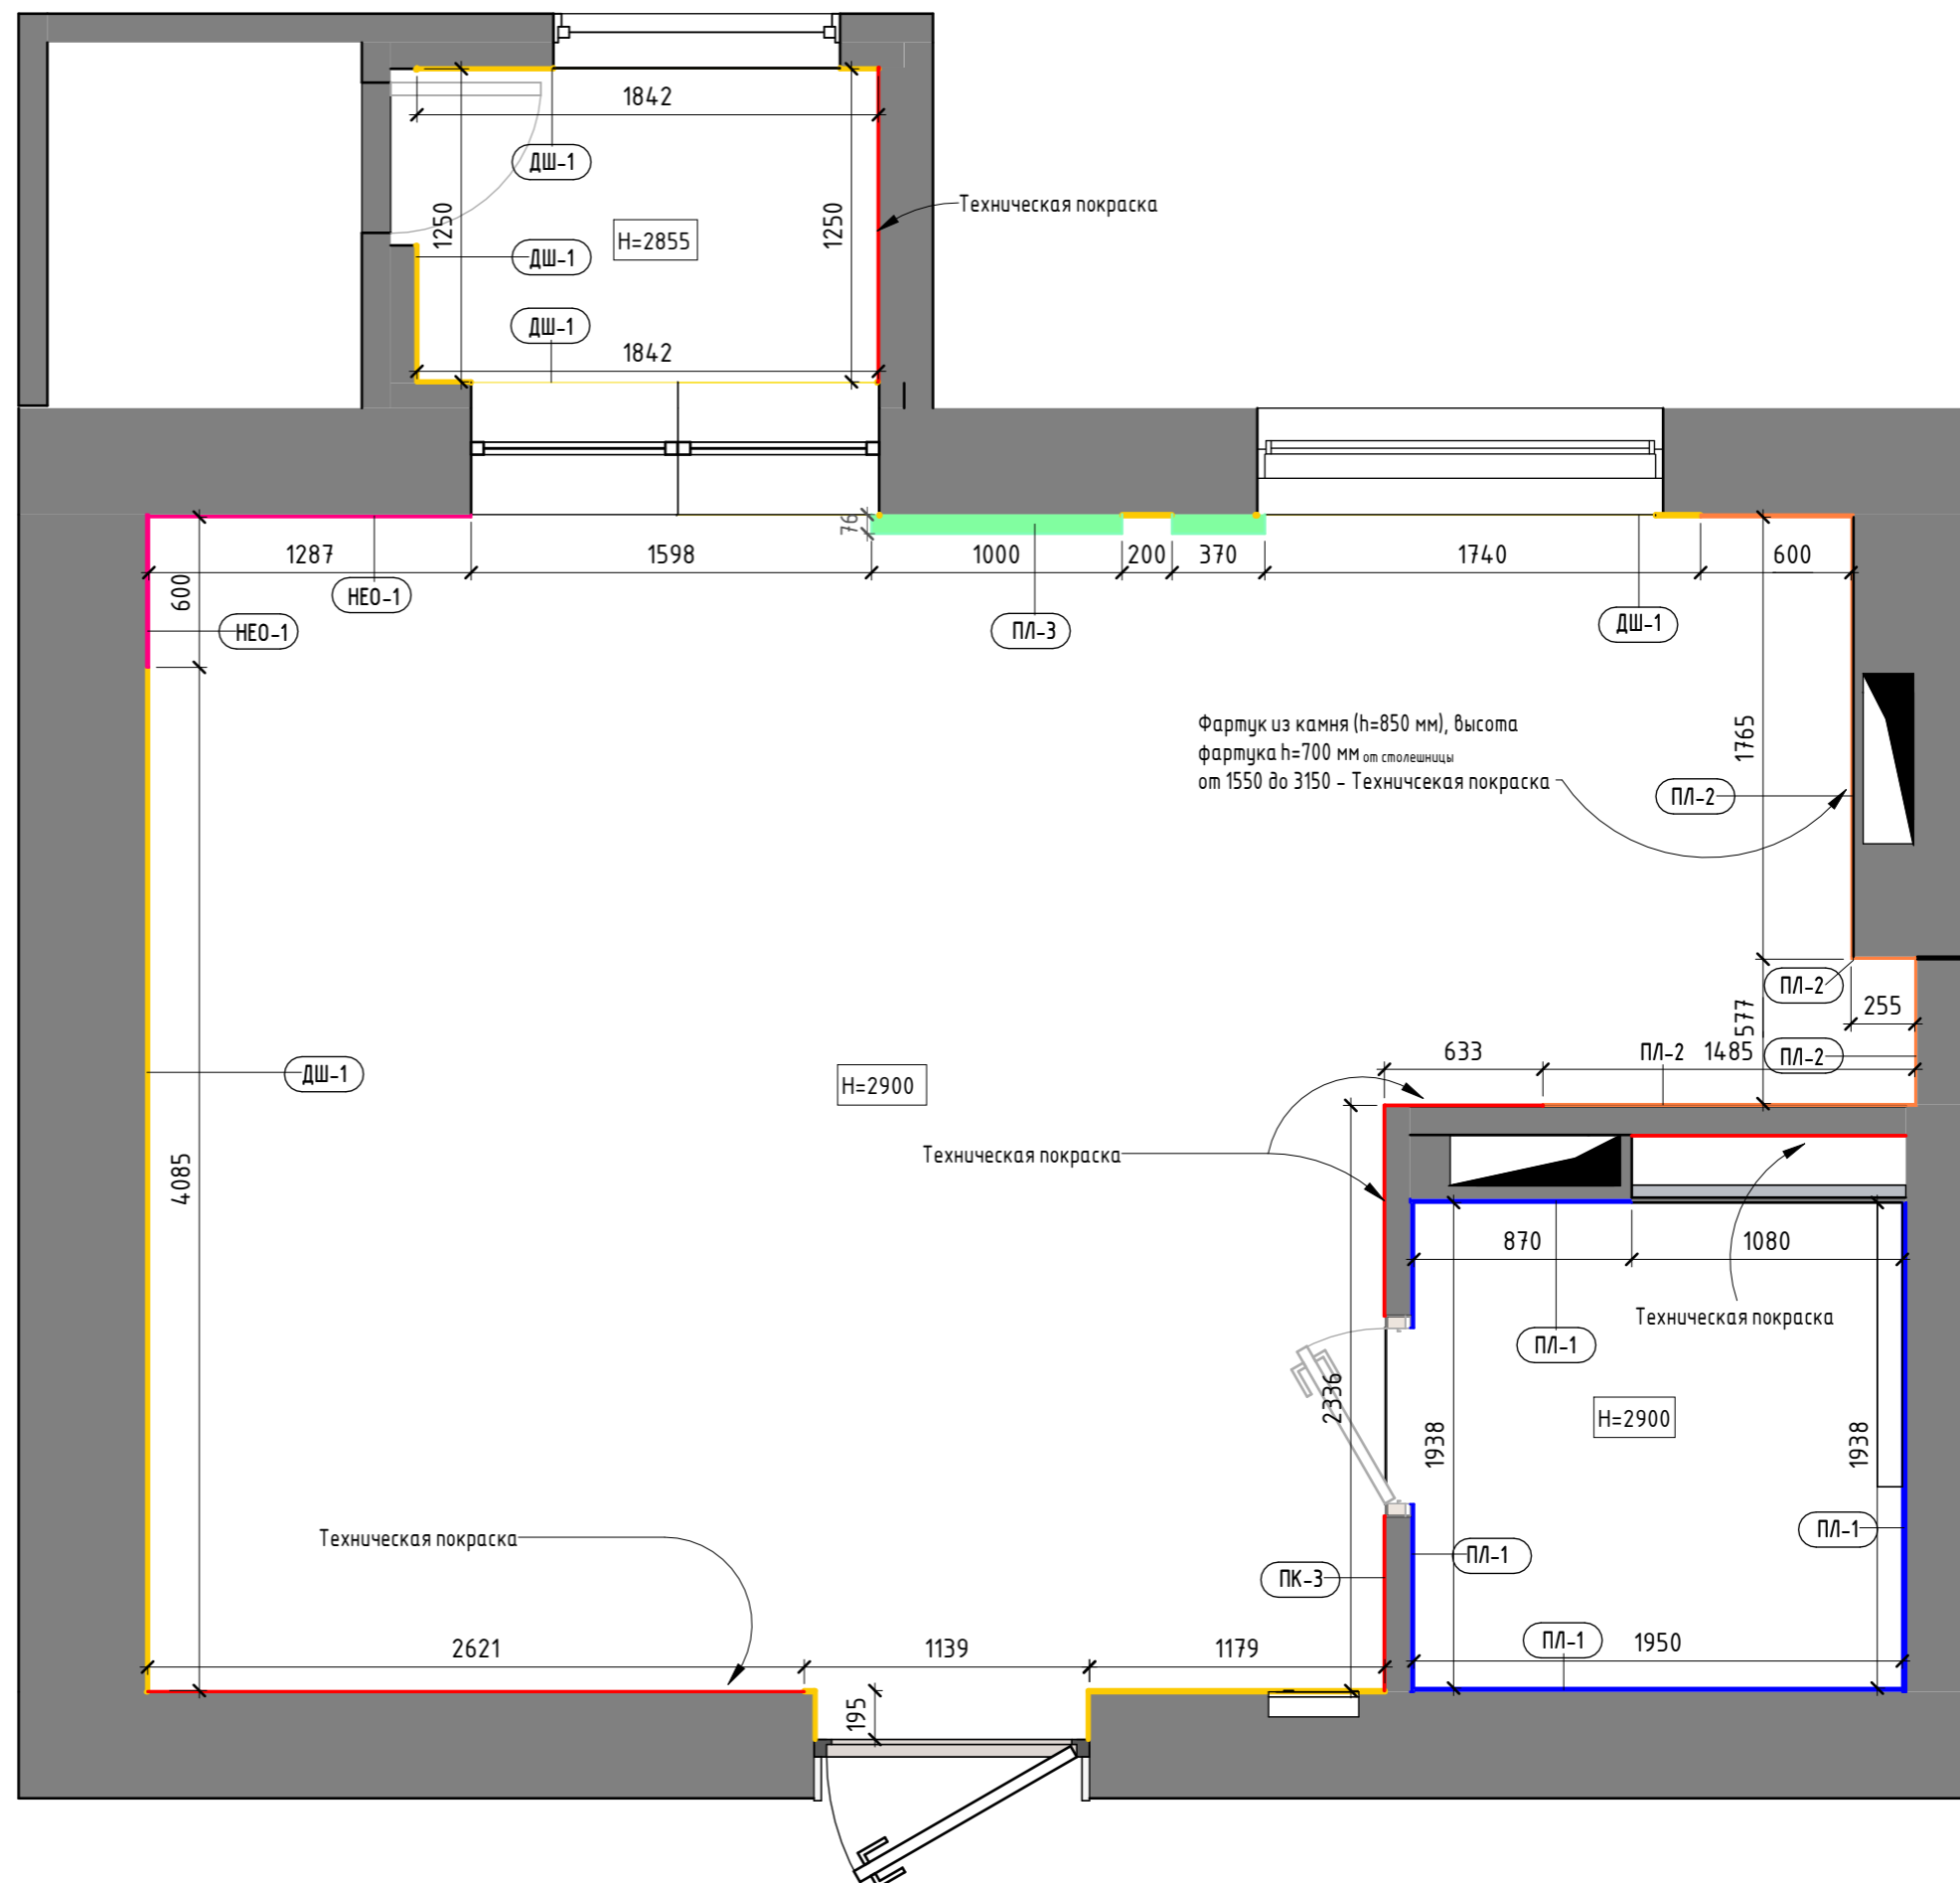 1842
ДШ-1
Техническая покраска
1250
1250
H=2855
ДШ-1
ДШ-1
1842
76
1287
1598
1000
200
370
1740
600
600
НЕО-1
НЕО-1
ПЛ-3
ДШ-1
Фартук из камня (h=850 мм), высота
фартука h=700 мм от столешницы
от 1550 до 3150 - Техничсекая покраска
1765
ПЛ-2
ПЛ-2
255
577
633
ПЛ-2
1485
ПЛ-2
ДШ-1
H=2900
Техническая покраска
4085
870
1080
Техническая покраска
ПЛ-1
2336
H=2900
1938
1938
Техническая покраска
ПЛ-1
ПЛ-1
ПК-3
2621
1139
1179
ПЛ-1
1950
195